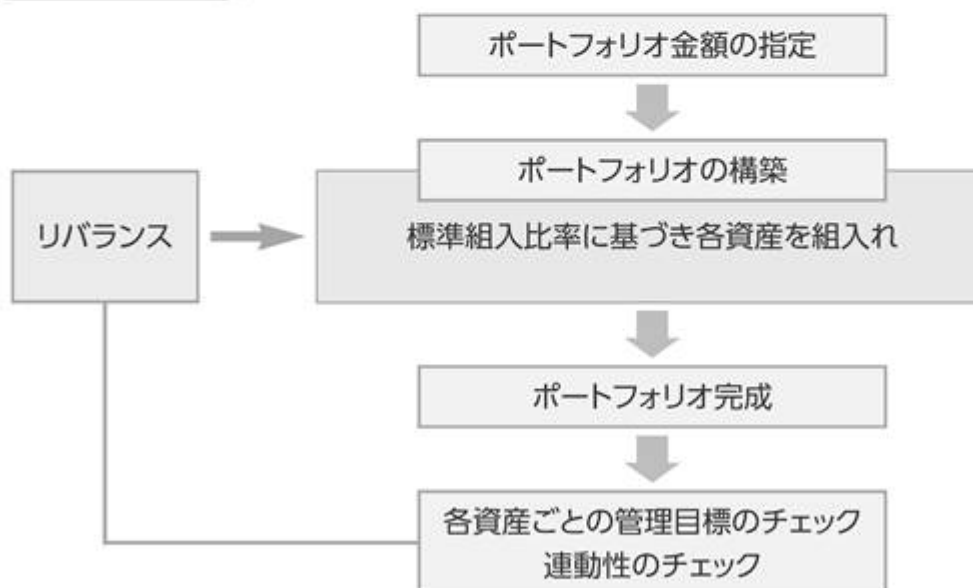 ポートフォリオ金額の指定
ポートフォリオの構築
リバランス
標準組入比率に基づき各資産を組入れ
ポートフォリオ完成
各資産ごとの管理目標のチェック
連動性のチェック